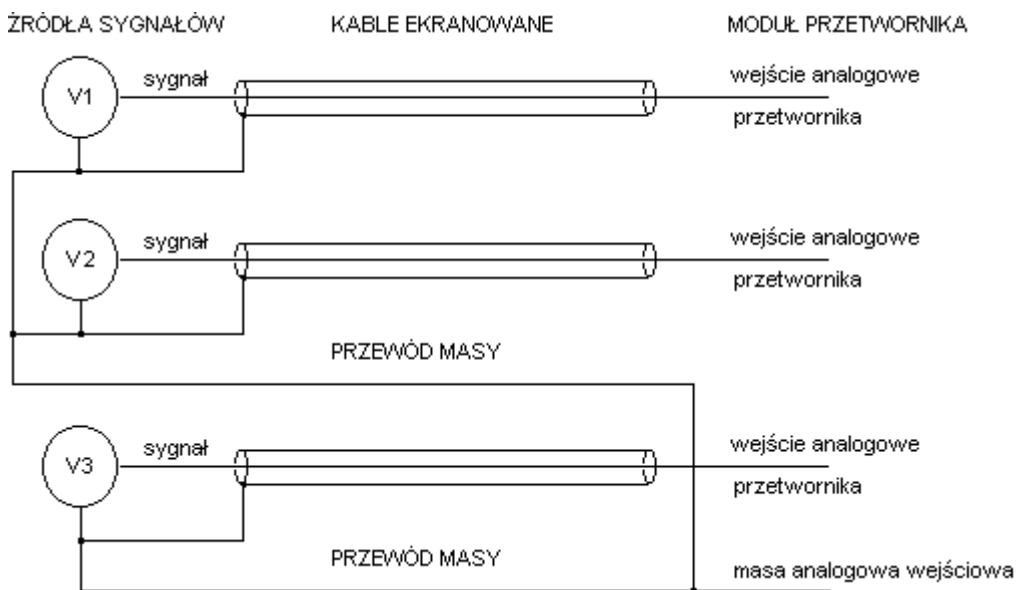 ŹRÓDŁA SYGNAŁÓW KABLE EKRANOWANE MODUŁ PRZETWORNIKA
V1 sygnał wejście analogowe
przetwornika
V2 sygnał wejście analogowe
przetwornika
PRZEWÓD MASY
V3 sygnał wejście analogowe
przetwornika
PRZEWÓD MASY
masa analogowa wejściowa